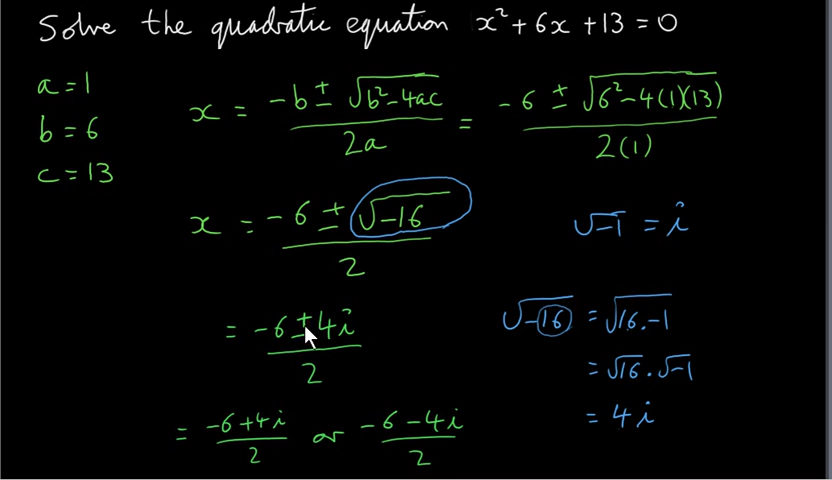 Solve the quadratic equation x² + 6x + 13 = 0
a = 1
b = 6
c = 13
x = (-b ± √(b² - 4ac)) / 2a = (-6 ± √(6² - 4(1)(13))) / 2(1)
x = (-6 ± √-16) / 2
√-1 = i
= (-6 ± 4i) / 2
√-16 = √16·-1
= √16 · √-1
= 4i
= (-6 + 4i) / 2 or (-6 - 4i) / 2